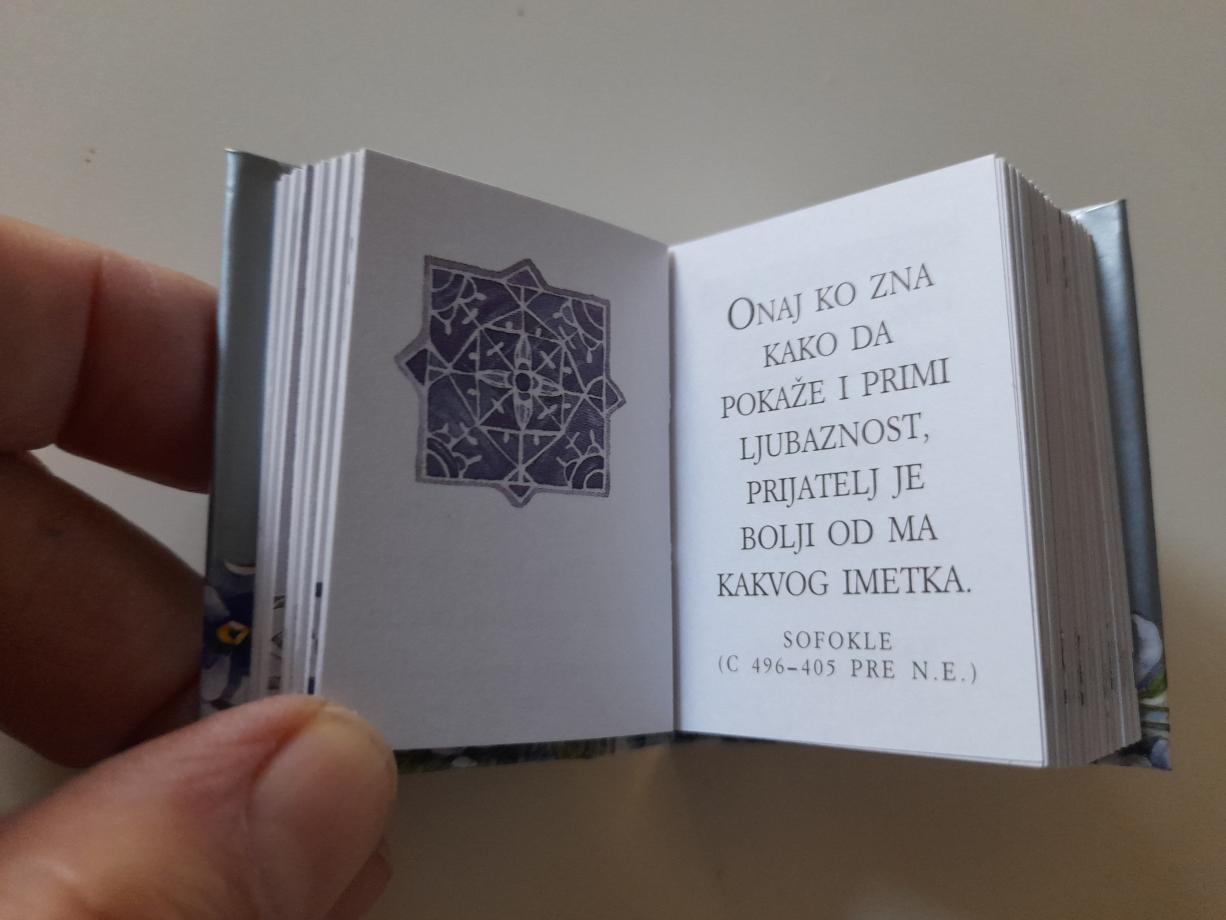 ONAJ KO ZNA
KAKO DA
POKAŽE I PRIMI
LJUBAZNOST,
PRIJATELJ JE
BOLJI OD MA
KAKVOG IMETKA.
SOFOKLE
(C 496–405 PRE N.E.)